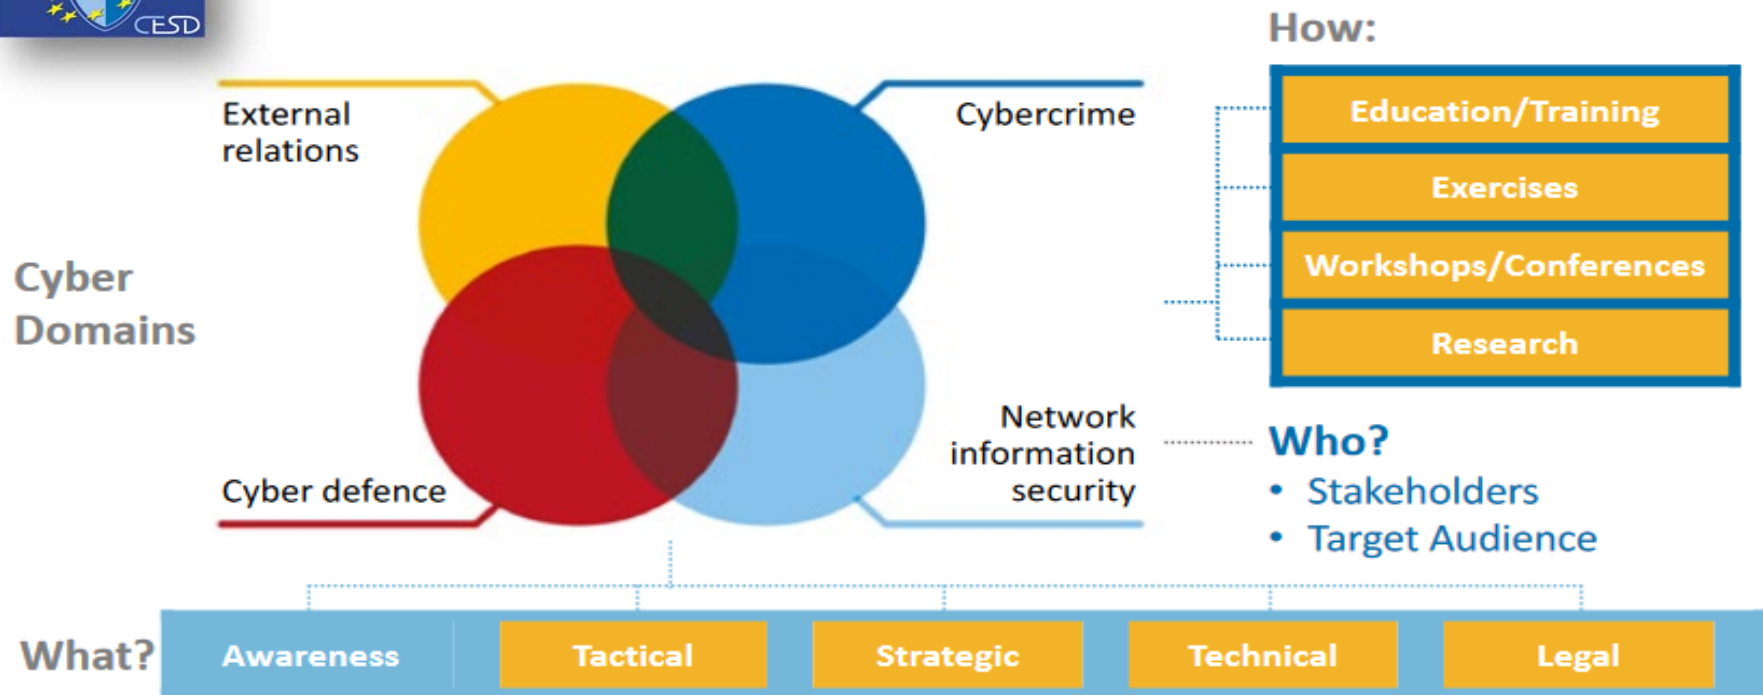 CESD
How:
External
relations
Cybercrime
Education/Training
Exercises
Workshops/Conferences
Research
Cyber
Domains
Cyber defence
Network
information
security
Who?
• Stakeholders
• Target Audience
What?
Awareness
Tactical
Strategic
Technical
Legal